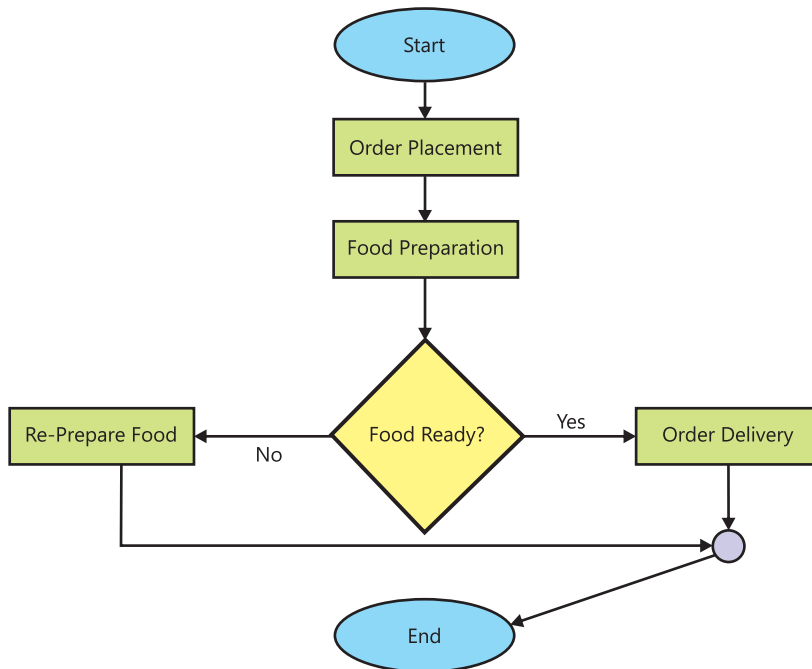 Start
Order Placement
Food Preparation
Re-Prepare Food
No
Food Ready?
Yes
Order Delivery
End